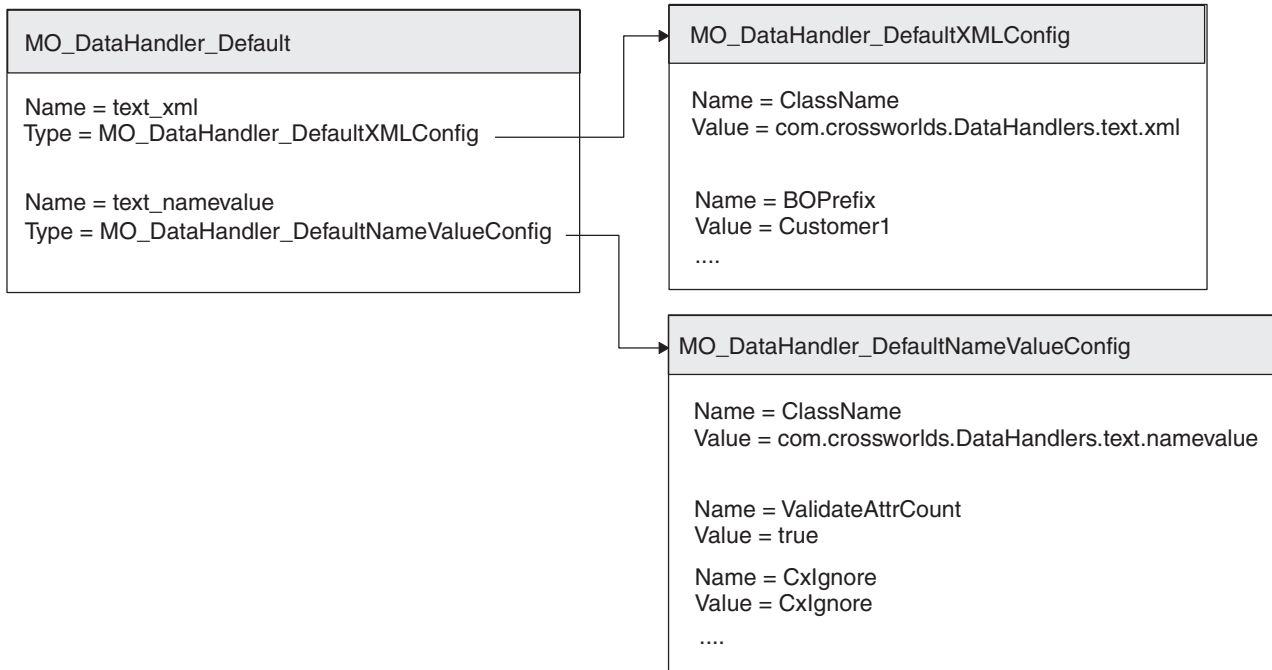 MO_DataHandler_Default
Name = text_xml
Type = MO_DataHandler_DefaultXMLConfig
Name = text_namevalue
Type = MO_DataHandler_DefaultNameValueConfig
MO_DataHandler_DefaultXMLConfig
Name = ClassName
Value = com.crossworlds.DataHandlers.text.xml
Name = BOPrefix
Value = Customer1
....
MO_DataHandler_DefaultNameValueConfig
Name = ClassName
Value = com.crossworlds.DataHandlers.text.namevalue
Name = ValidateAttrCount
Value = true
Name = CxIgnore
Value = CxIgnore
....